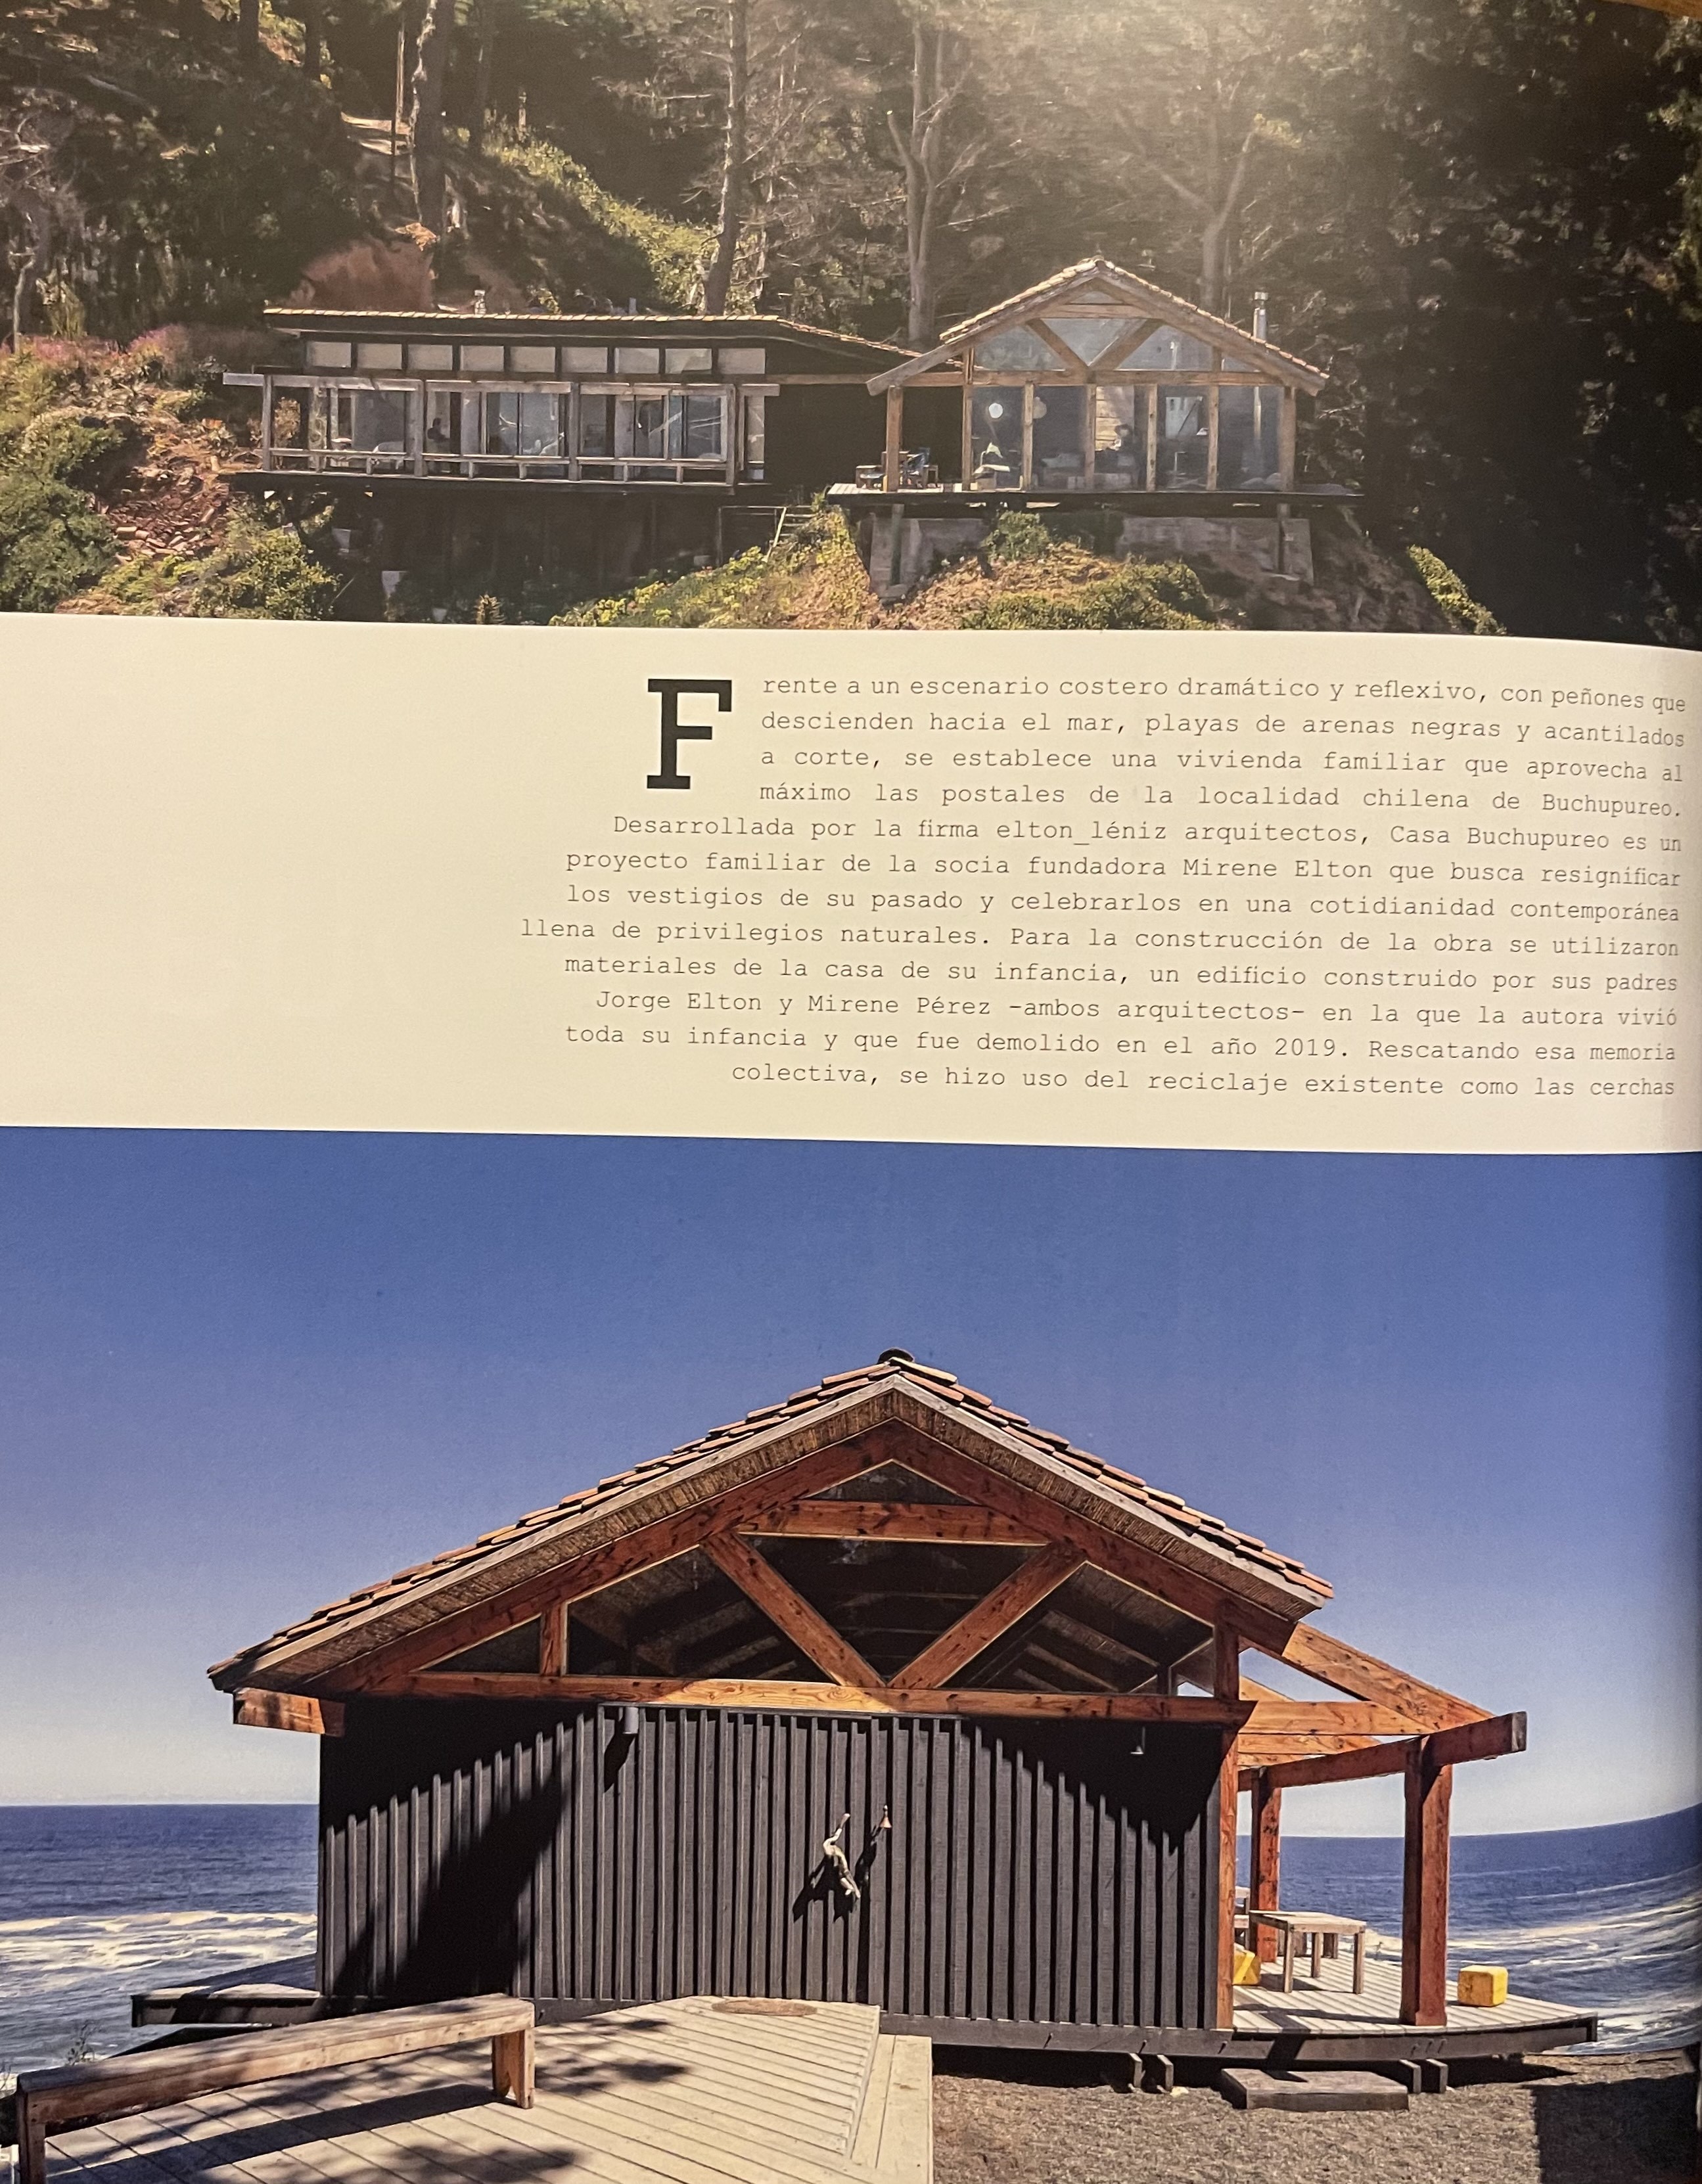 Frente a un escenario costero dramático y reflexivo, con peñones que
descienden hacia el mar, playas de arenas negras y acantilados
a corte, se establece una vivienda familiar que aprovecha al
máximo las postales de la localidad chilena de Buchupureo.
Desarrollada por la firma elton_léniz arquitectos, Casa Buchupureo es un
proyecto familiar de la socia fundadora Mirene Elton que busca resignificar
los vestigios de su pasado y celebrarlos en una cotidianidad contemporánea
llena de privilegios naturales. Para la construcción de la obra se utilizaron
materiales de la casa de su infancia, un edificio construido por sus padres
Jorge Elton y Mirene Pérez -ambos arquitectos- en la que la autora vivió
toda su infancia y que fue demolido en el año 2019. Rescatando esa memoria
colectiva, se hizo uso del reciclaje existente como las cerchas